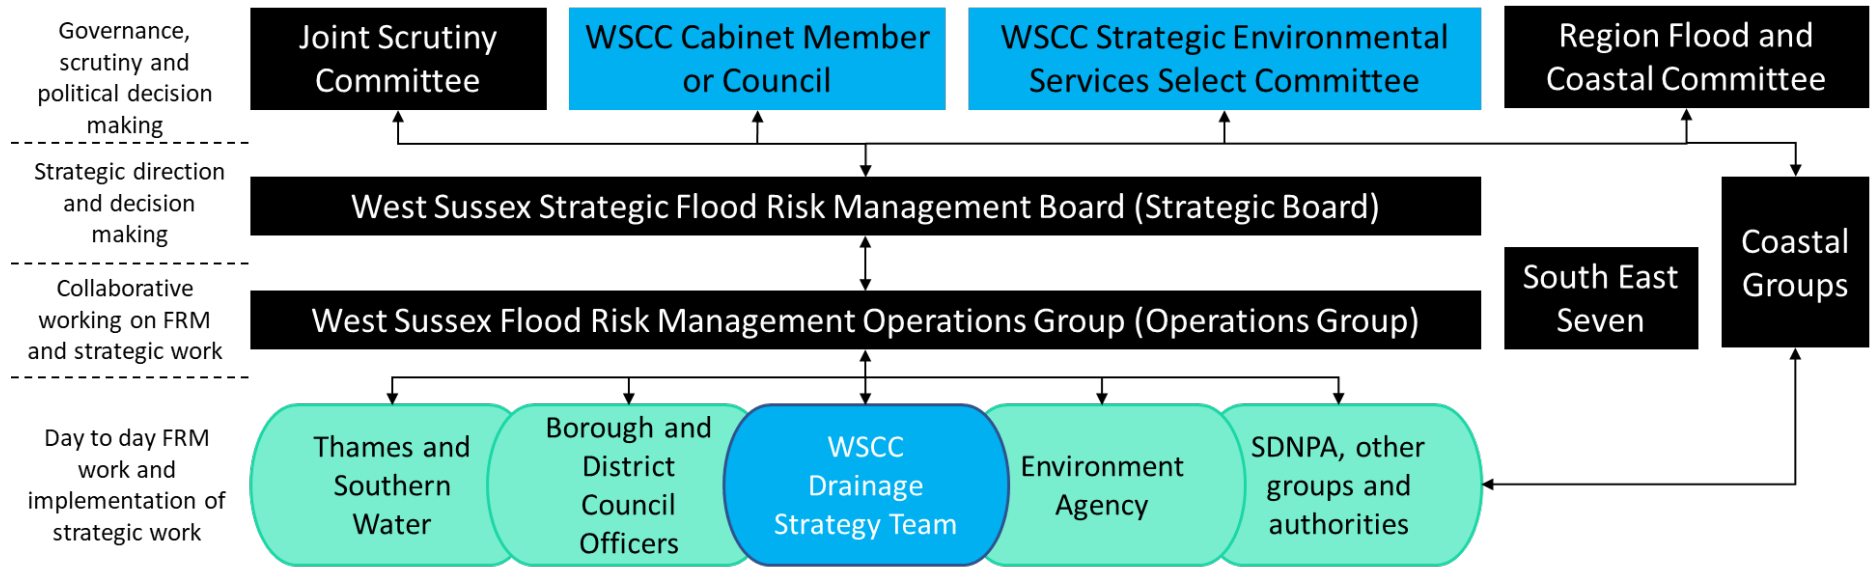 Governance,
scrutiny and
political decision
making
Joint Scrutiny
Committee
WSCC Cabinet Member
or Council
WSCC Strategic Environmental
Services Select Committee
Region Flood and
Coastal Committee
Strategic direction
and decision
making
West Sussex Strategic Flood Risk Management Board (Strategic Board)
Coastal
Groups
South East
Seven
Collaborative
working on FRM
and strategic work
West Sussex Flood Risk Management Operations Group (Operations Group)
Day to day FRM
work and
implementation of
strategic work
Thames and
Southern
Water
Borough and
District
Council
Officers
WSCC
Drainage
Strategy Team
Environment
Agency
SDNPA, other
groups and
authorities